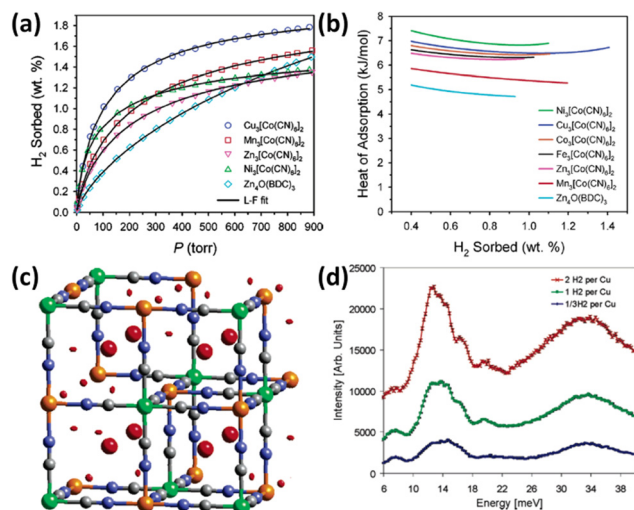 (a)
H2 Sorbed (wt. %)
1.8
1.6
1.4
1.2
1.0
0.8
0.6
0.4
0.2
0.0
Cu3[Co(CN)6]2
Mn3[Co(CN)6]2
Zn3[Co(CN)6]2
Ni3[Co(CN)6]2
Zn4O(BDC)3
L-F fit
0 100 200 300 400 500 600 700 800 900
P (torr)
(b)
Heat of Adsorption (kJ/mol)
8
7
6
5
4
3
2
1
0
Ni3[Co(CN)6]2
Cu3[Co(CN)6]2
Co3[Co(CN)6]2
Fe3[Co(CN)6]2
Zn3[Co(CN)6]2
Mn3[Co(CN)6]2
Zn4O(BDC)3
0.4 0.6 0.8 1.0 1.2 1.4
H2 Sorbed (wt. %)
(c)
(d)
Intensity [Arb. Units]
25000
20000
15000
10000
5000
0
2 H2 per Cu
1 H2 per Cu
1/3H2 per Cu
6 10 14 18 22 26 30 34 38
Energy [meV]